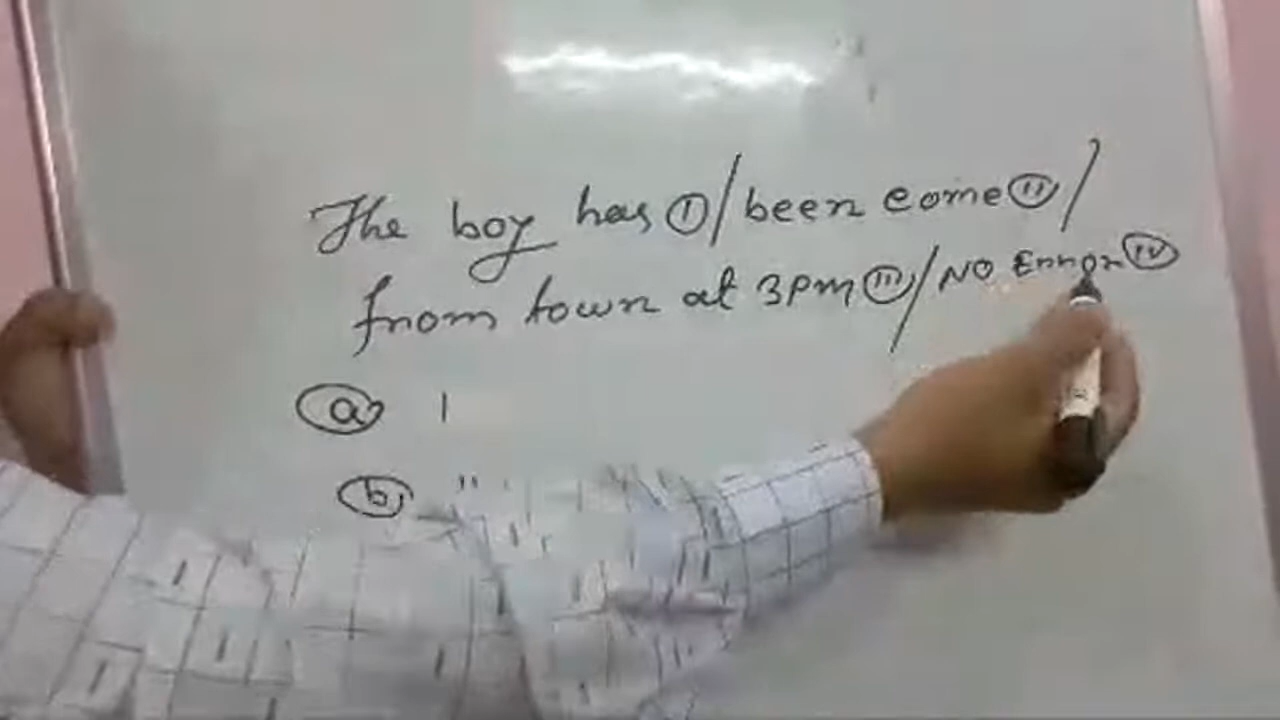 The boy has Ⓘ / been come Ⓘ Ⓘ /
from town at 3pm ⒾⒾⒾ / NO Error ⒾⓋ
ⓐ I
ⓑ II